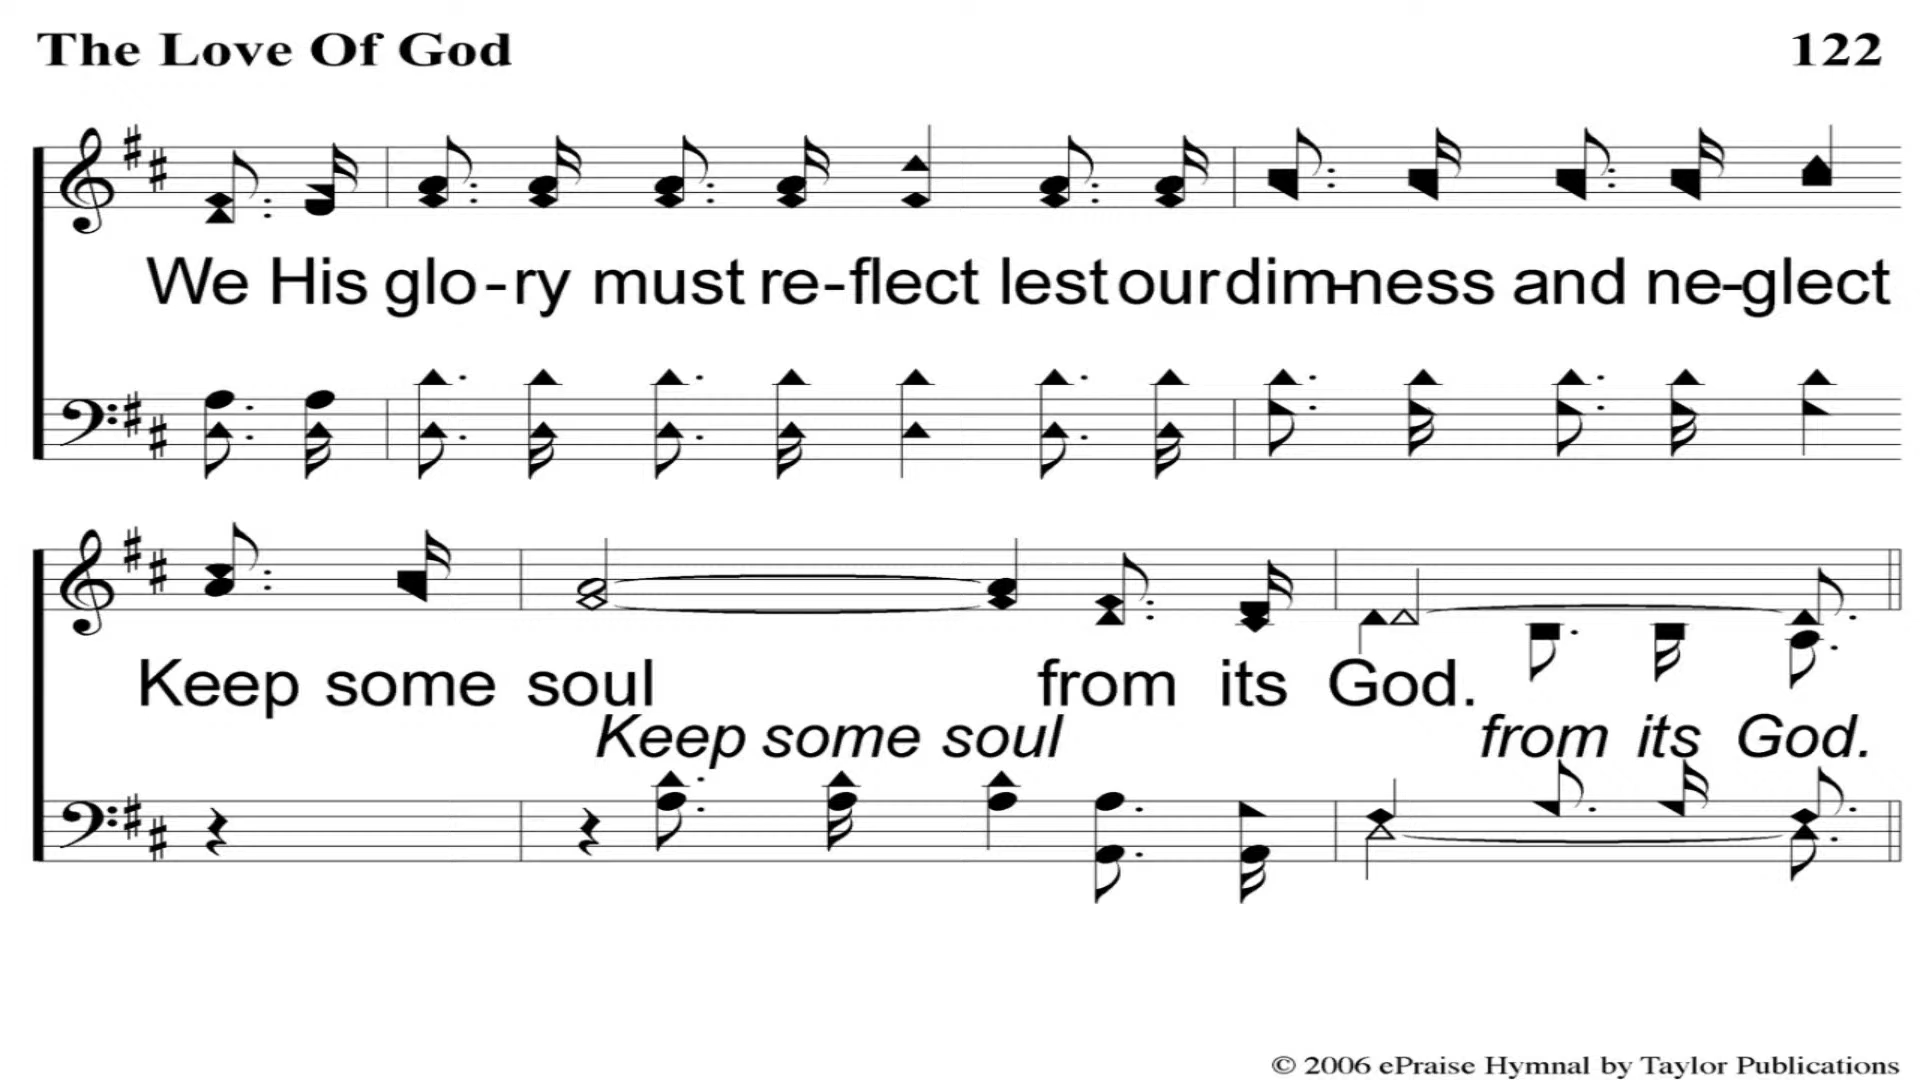 The Love Of God 122
We His glo-ry must re-flect lest our dim-ness and ne-glect
Keep some soul from its God.
Keep some soul from its God.
© 2006 ePraise Hymnal by Taylor Publications